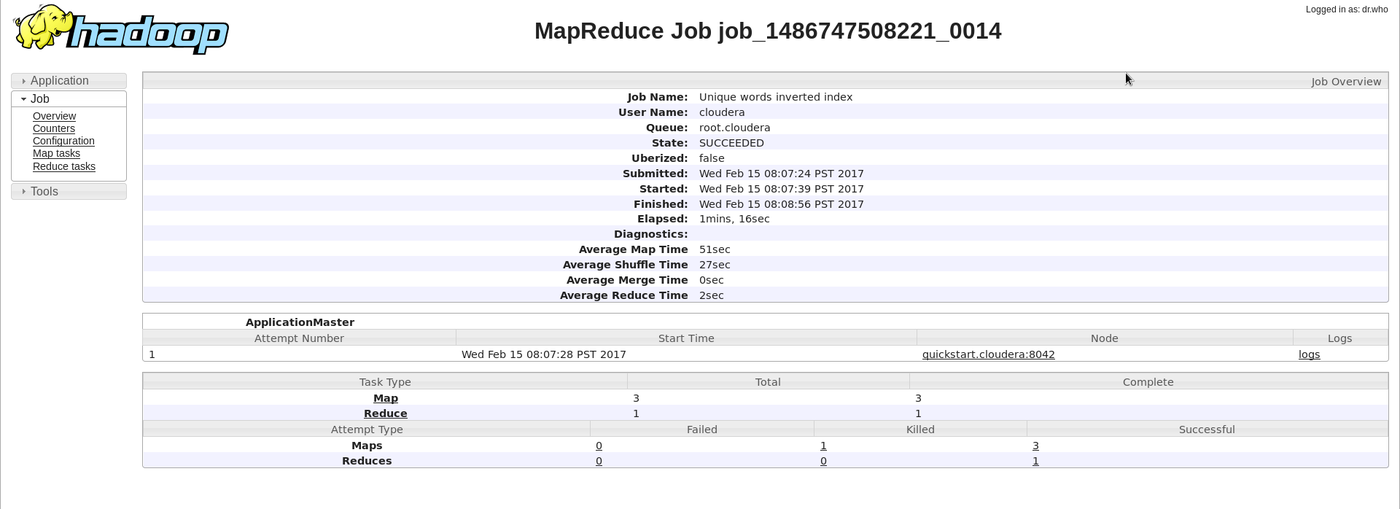 Logged in as: dr.who
hadoop
MapReduce Job job_1486747508221_0014
Application
Job
Overview
Counters
Configuration
Map tasks
Reduce tasks
Tools
Job Overview
Job Name: Unique words inverted index
User Name: cloudera
Queue: root.cloudera
State: SUCCEEDED
Uberized: false
Submitted: Wed Feb 15 08:07:24 PST 2017
Started: Wed Feb 15 08:07:39 PST 2017
Finished: Wed Feb 15 08:08:56 PST 2017
Elapsed: 1mins, 16sec
Diagnostics:
Average Map Time 51sec
Average Shuffle Time 27sec
Average Merge Time 0sec
Average Reduce Time 2sec
ApplicationMaster
Attempt Number Start Time Node Logs
1 Wed Feb 15 08:07:28 PST 2017 quickstart.cloudera:8042 logs
Task Type Total Complete
Map 3 3
Reduce 1 1
Attempt Type Failed Killed Successful
Maps 0 1 3
Reduces 0 0 1